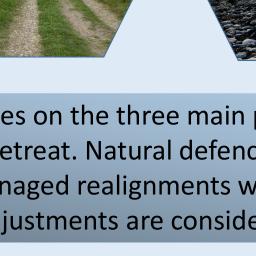 es on the three main
etreat. Natural defenc
naged realignments w
justments are conside